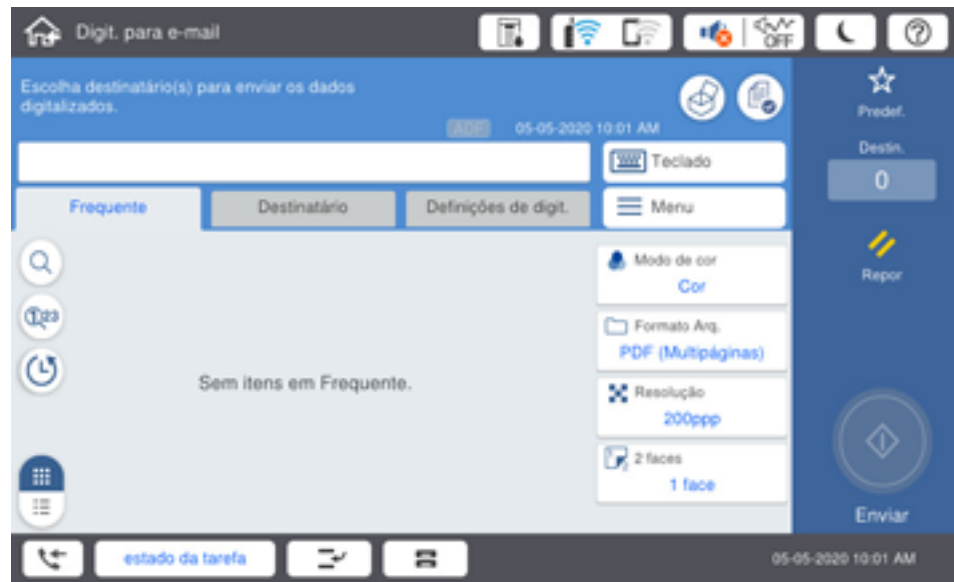 Digit. para e-mail
OFF
Escolha destinatário(s) para enviar os dados
digitalizados.
ADF 05-05-2020 10:01 AM
Predef.
Destin.
0
Teclado
Frequente Destinatário Definições de digit. Menu
Repor
Modo de cor
Cor
123
Formato Arq.
PDF (Multipáginas)
Sem itens em Frequente.
Resolução
200ppp
2 faces
1 face
Enviar
estado da tarefa
05-05-2020 10:01 AM